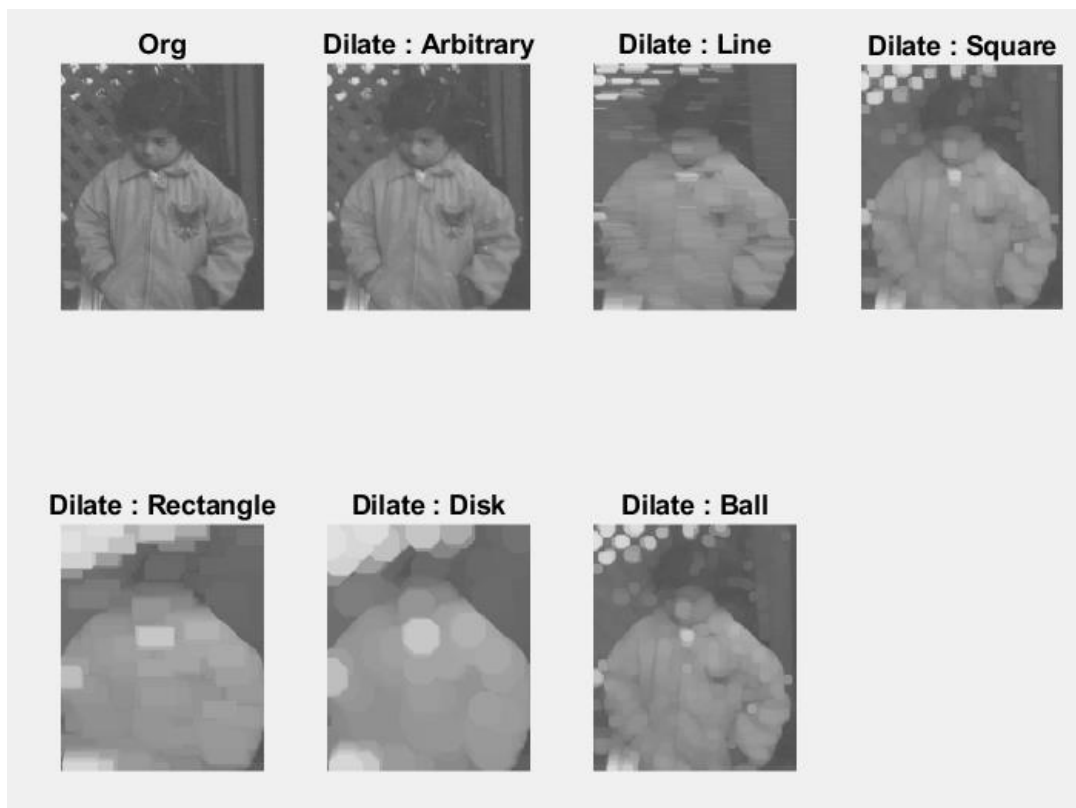 Org
Dilate : Arbitrary
Dilate : Line
Dilate : Square
Dilate : Rectangle
Dilate : Disk
Dilate : Ball